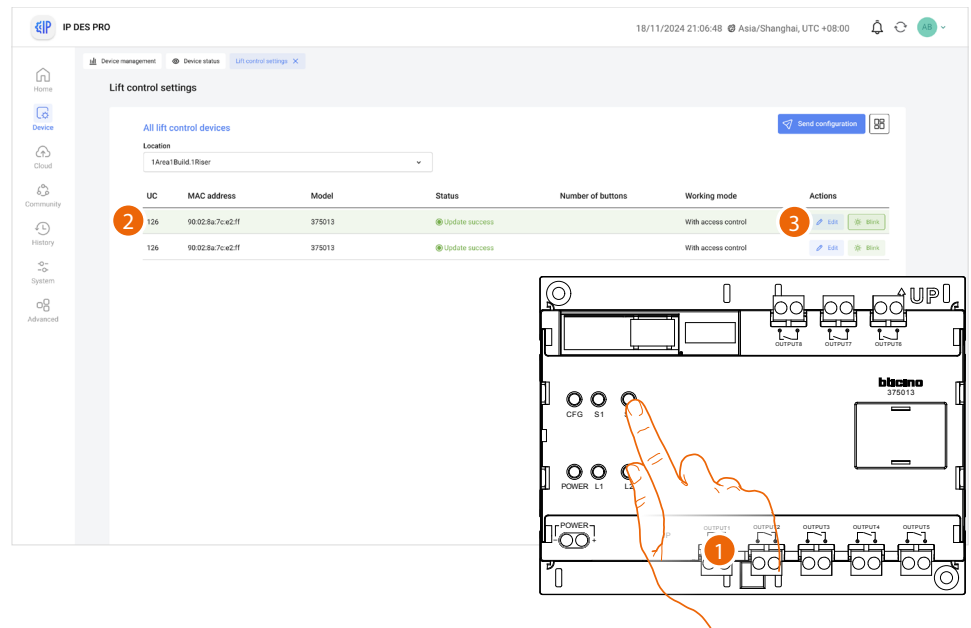 IP IP DES PRO 18/11/2024 21:06:48 Asia/Shanghai, UTC +08:00 AB
Device management Device status Lift control settings
Home
Lift control settings
Device
All lift control devices Send configuration
Location
1Area1Build.1Riser
Cloud
UC MAC address Model Status Number of buttons Working mode Actions
Community
2 126 90:02:8a:7c:e2:ff 375013 Update success With access control 3 Edit Blink
History
126 90:02:8a:7c:e2:ff 375013 Update success With access control Edit Blink
System
Advanced
UP
OUTPUT8 OUTPUT7 OUTPUT6
bticino
375013
CFG S1
POWER L1 L2
POWER OUTPUT1 OUTPUT2 OUTPUT3 OUTPUT4 OUTPUT5
- +
1